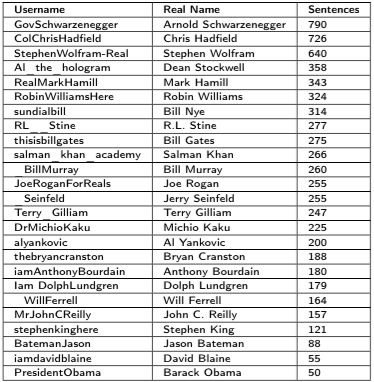 Username Real Name Sentences
GovSchwarzenegger Arnold Schwarzenegger 790
ColChrisHadfield Chris Hadfield 726
StephenWolfram-Real Stephen Wolfram 640
Al_the_hologram Dean Stockwell 358
RealMarkHamill Mark Hamill 343
RobinWilliamsHere Robin Williams 324
sundialbill Bill Nye 314
RL__Stine R.L. Stine 277
thisisbillgates Bill Gates 275
salman_khan_academy Salman Khan 266
_BillMurray Bill Murray 260
JoeRoganForReals Joe Rogan 255
_Seinfeld Jerry Seinfeld 255
Terry_Gilliam Terry Gilliam 247
DrMichioKaku Michio Kaku 225
alyankovic Al Yankovic 200
thebryancranston Bryan Cranston 188
iamAnthonyBourdain Anthony Bourdain 180
Iam DolphLundgren Dolph Lundgren 179
WillFerrell Will Ferrell 164
MrJohnCReilly John C. Reilly 157
stephenkinghere Stephen King 121
BatemanJason Jason Bateman 88
iamdavidblaine David Blaine 55
PresidentObama Barack Obama 50